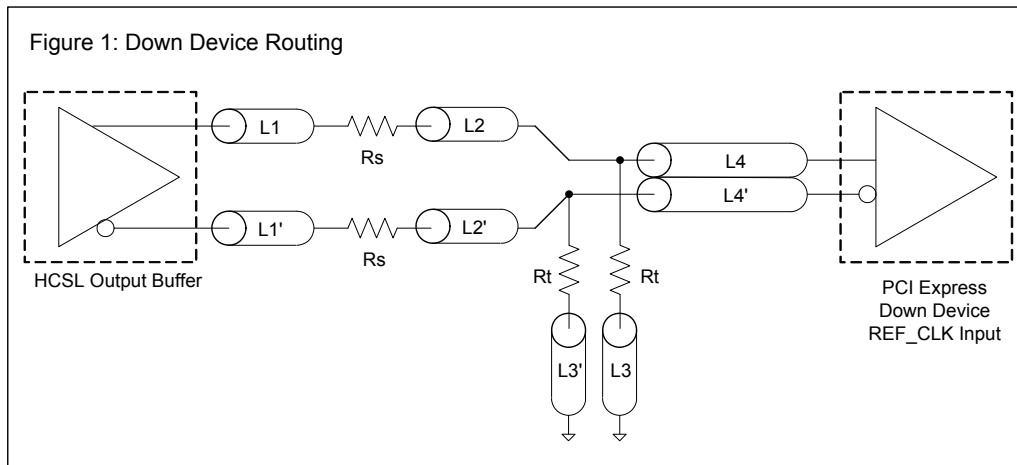 Figure 1: Down Device Routing
L1
Rs
L2
L4
L4'
L1'
Rs
L2'
HCSL Output Buffer
Rt
Rt
L3'
L3
PCI Express
Down Device
REF_CLK Input